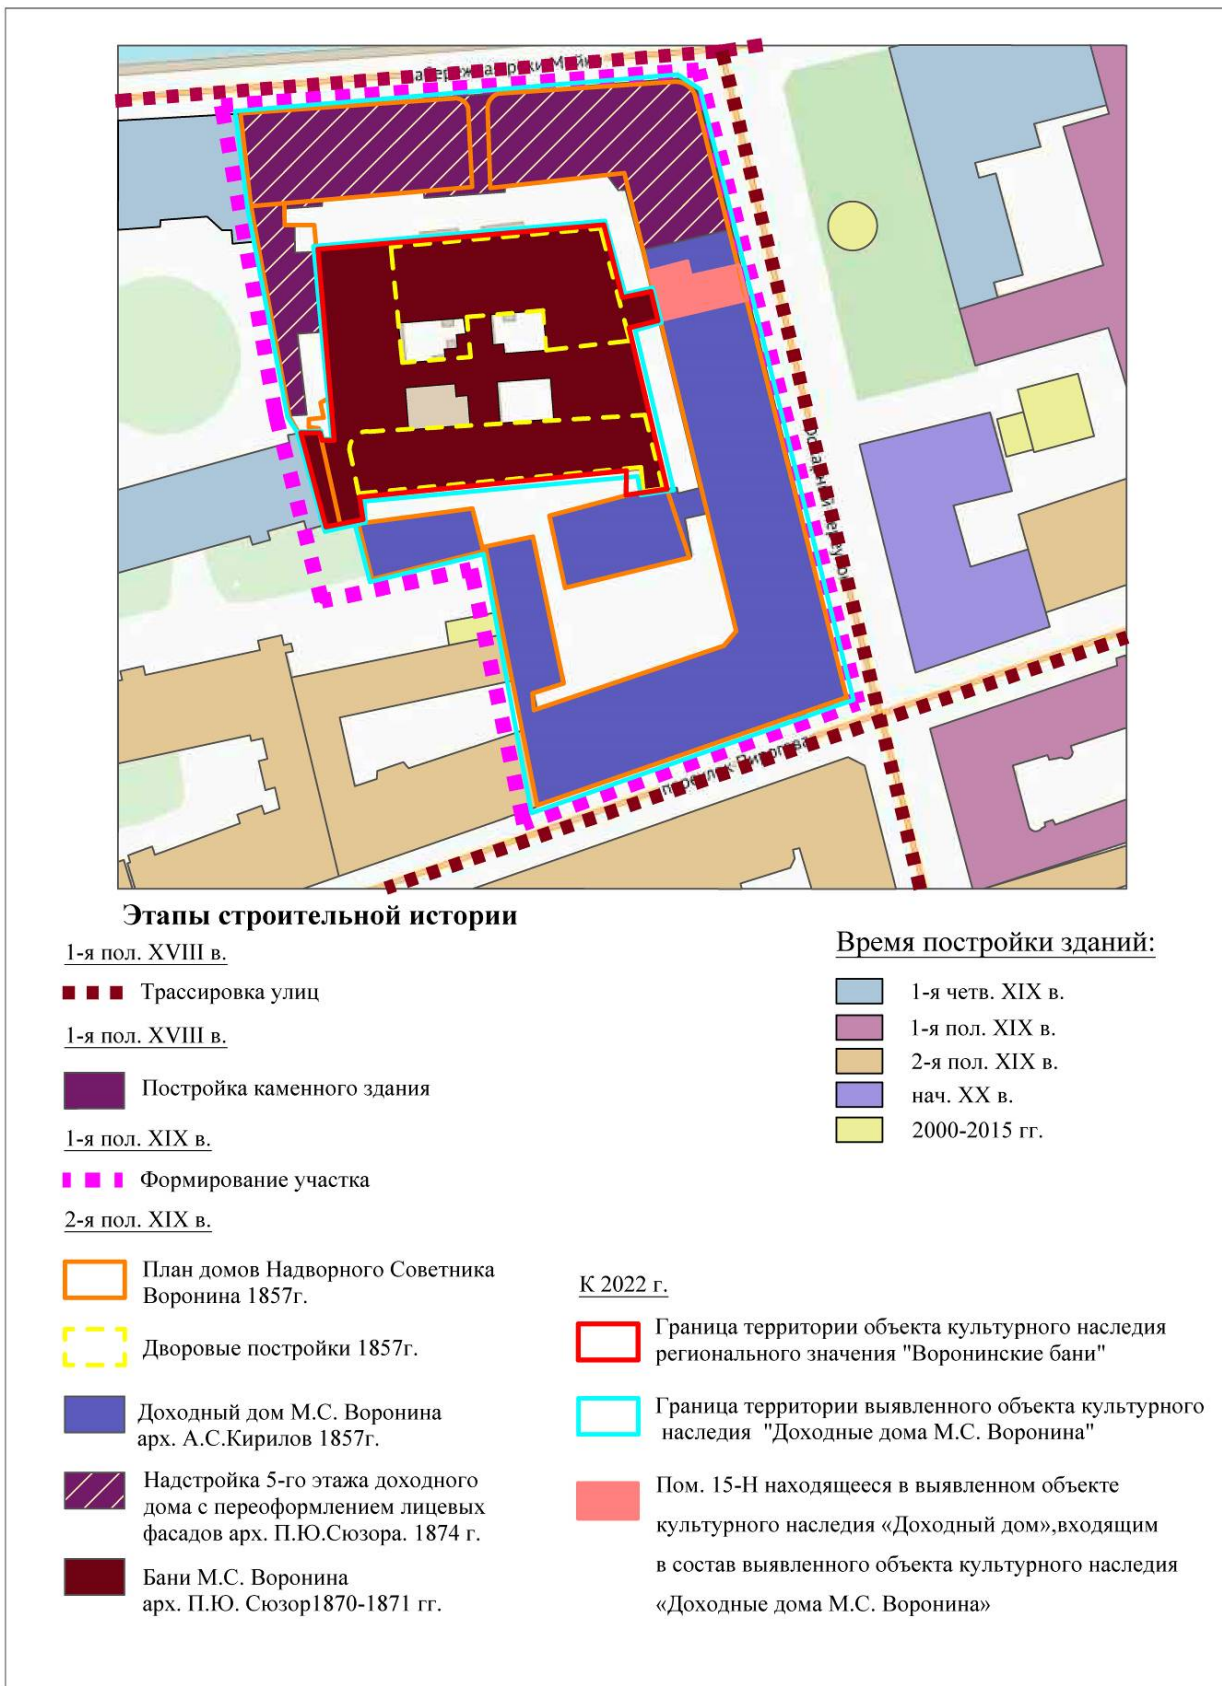 переулок Пирогова
Этапы строительной истории
1-я пол. XVIII в.
Трассировка улиц
1-я пол. XVIII в.
Постройка каменного здания
1-я пол. XIX в.
Формирование участка
2-я пол. XIX в.
План домов Надворного Советника
Воронина 1857г.
Дворовые постройки 1857г.
Доходный дом М.С. Воронина
арх. А.С.Кирилов 1857г.
Надстройка 5-го этажа доходного
дома с переоформлением лицевых
фасадов арх. П.Ю.Сюзора. 1874 г.
Бани М.С. Воронина
арх. П.Ю. Сюзор1870-1871 гг.
Время постройки зданий:
1-я четв. XIX в.
1-я пол. XIX в.
2-я пол. XIX в.
нач. XX в.
2000-2015 гг.
К 2022 г.
Граница территории объекта культурного наследия
регионального значения "Воронинские бани"
Граница территории выявленного объекта культурного
наследия "Доходные дома М.С. Воронина"
Пом. 15-Н находящееся в выявленном объекте
культурного наследия «Доходный дом»,входящим
в состав выявленного объекта культурного наследия
«Доходные дома М.С. Воронина»